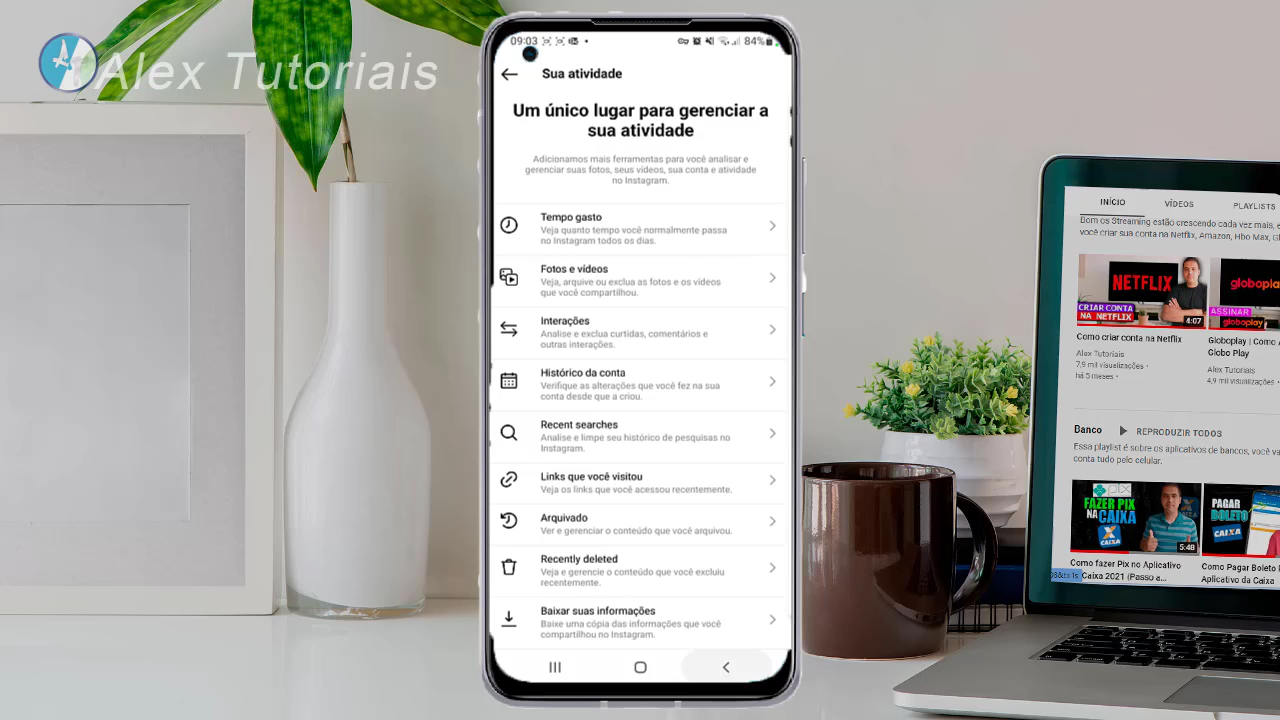 Alex Tutoriais
09:03
84%
Sua atividade
Um único lugar para gerenciar a
sua atividade
Adicionamos mais ferramentas para você analisar e
gerenciar suas fotos, seus vídeos, sua conta e atividade
no Instagram.
Tempo gasto
Veja quanto tempo você normalmente passa
no Instagram todos os dias.
Fotos e vídeos
Veja, arquive ou exclua as fotos e os vídeos
que você compartilhou.
Interações
Analise e exclua curtidas, comentários e
outras interações.
Histórico da conta
Verifique as alterações que você fez na sua
conta desde que a criou.
Recent searches
Analise e limpe seu histórico de pesquisas no
Instagram.
Links que você visitou
Veja os links que você acessou recentemente.
Arquivado
Ver e gerenciar o conteúdo que você arquivou.
Recently deleted
Veja e gerencie o conteúdo que você excluiu
recentemente.
Baixar suas informações
Baixe uma cópia das informações que você
compartilhou no Instagram.
INÍCIO VÍDEOS PLAYLISTS
Bom os Streaming estão crescendo cada vez mais, e
você criar sua conta na Netflix, Amazon, Hbo Max, G
NETFLIX
CRIAR CONTA
NA NETFLIX
4:07
globopla
ASSINAR
globoplay
Como criar conta na Netflix
Alex Tutoriais
7,9 mil visualizações •
há 5 meses •
Globoplay | Como A
Globo Play
Alex Tutoriais
4,9 mil visualizações •
Banco REPRODUZIR TODOS
Essa playlist é sobre os aplicativos de bancos, você va
conta tudo pelo celular.
pix
FAZER PIX
NA CAIXA
CAIXA
5:48
PAGAR
BOLETO
CAIXA
Como fazer Pix no Aplicativo
Caixa 2021 (Passo a...
Como Pagar Boleto
Aplicativo da Caixa